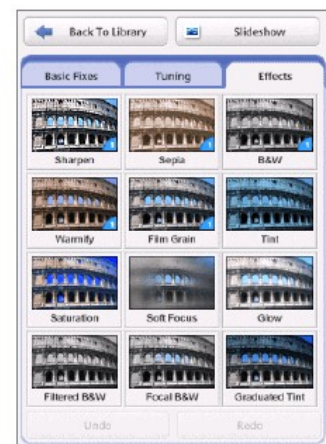 Back To Library Slideshow
Basic Fixes Tuning Effects
Sharpen Sepia B&W
Warmify Film Grain Tint
Saturation Soft Focus Glow
Filtered B&W Focal B&W Graduated Tint
Undo Redo